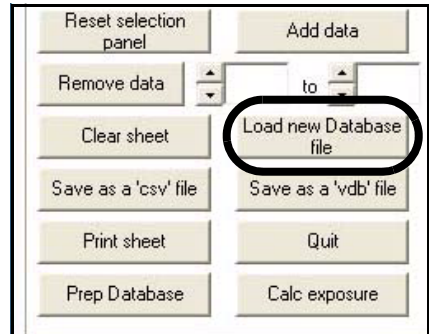 Reset selection
panel
Add data
Remove data
to
Clear sheet
Load new Database
file
Save as a 'csv' file
Save as a 'vdb' file
Print sheet
Quit
Prep Database
Calc exposure